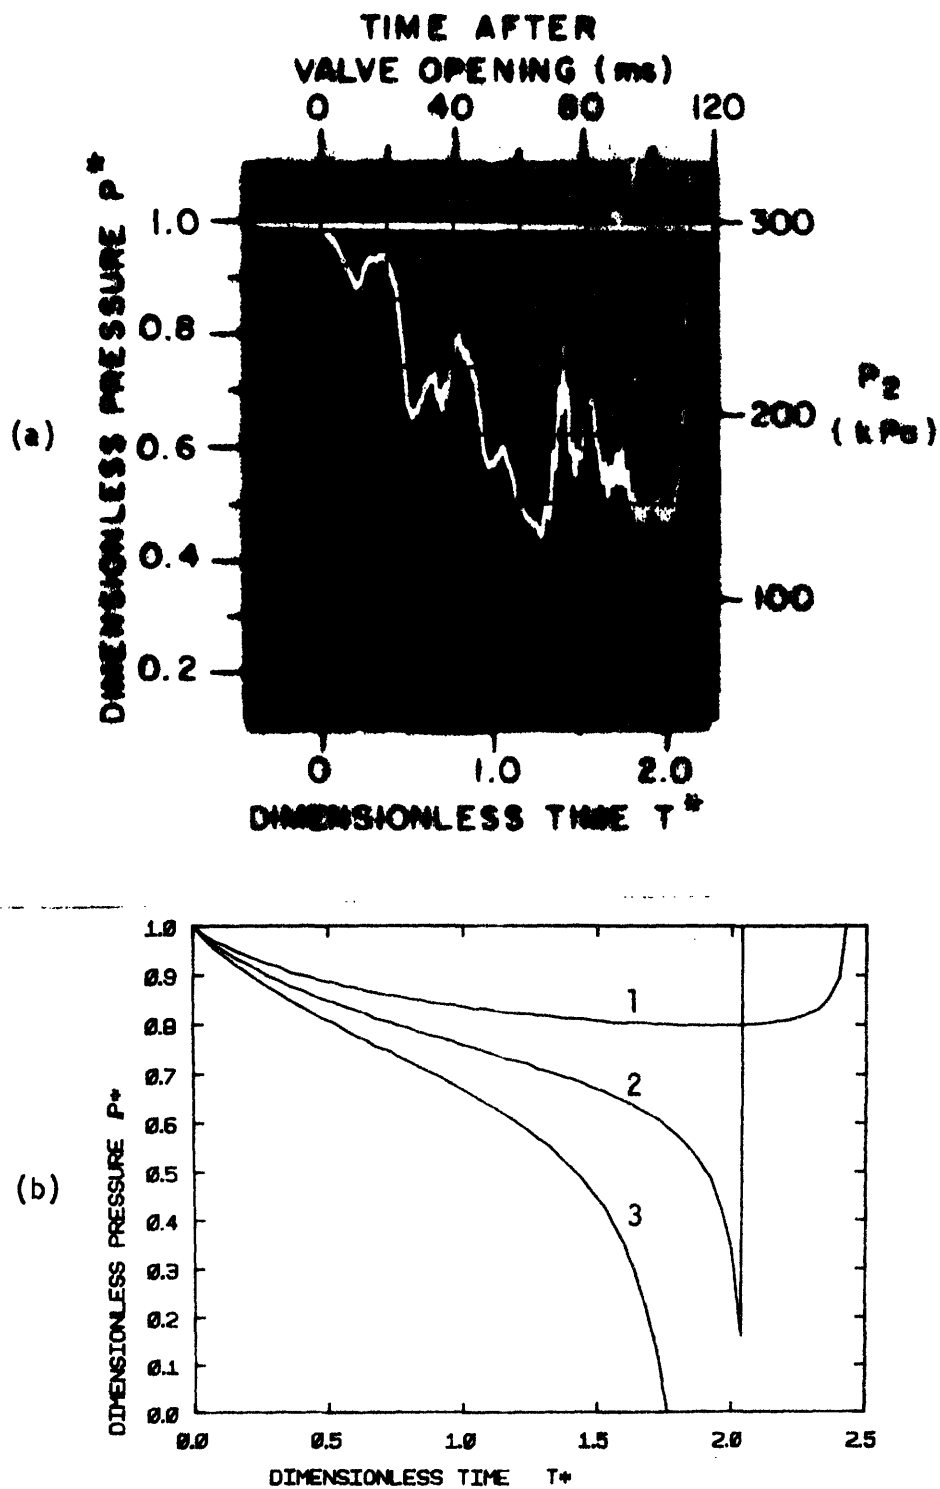 TIME AFTER
VALVE OPENING (ms)
0 40 80 120
DIMENSIONLESS PRESSURE P*
1.0
0.8
0.6
0.4
0.2
300
200
100
P2
(kPa)
(a)
0 1.0 2.0
DIMENSIONLESS TIME T*
(b)
DIMENSIONLESS PRESSURE P*
1.0
0.9
0.8
0.7
0.6
0.5
0.4
0.3
0.2
0.1
0.0
1
2
3
0.0 0.5 1.0 1.5 2.0 2.5
DIMENSIONLESS TIME T*